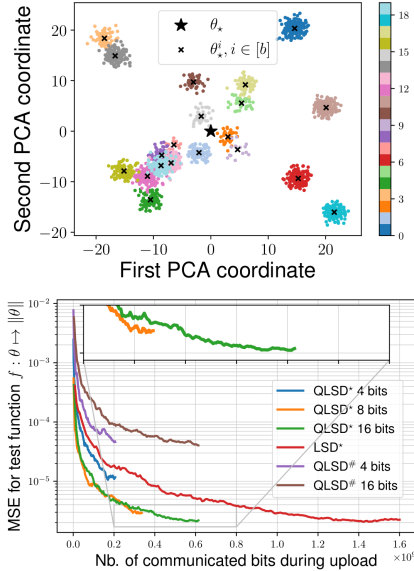 20
10
0
−10
−20
Second PCA coordinate
θ⋆
θ⋆^i, i ∈ [b]
−20 −10 0 10 20
First PCA coordinate
18
15
12
9
6
3
0
MSE for test function f : θ ↦ ||θ||
10⁻²
10⁻³
10⁻⁴
10⁻⁵
QLSD* 4 bits
QLSD* 8 bits
QLSD* 16 bits
LSD*
QLSD# 4 bits
QLSD# 16 bits
0.0 0.2 0.4 0.6 0.8 1.0 1.2 1.4 1.6
Nb. of communicated bits during upload